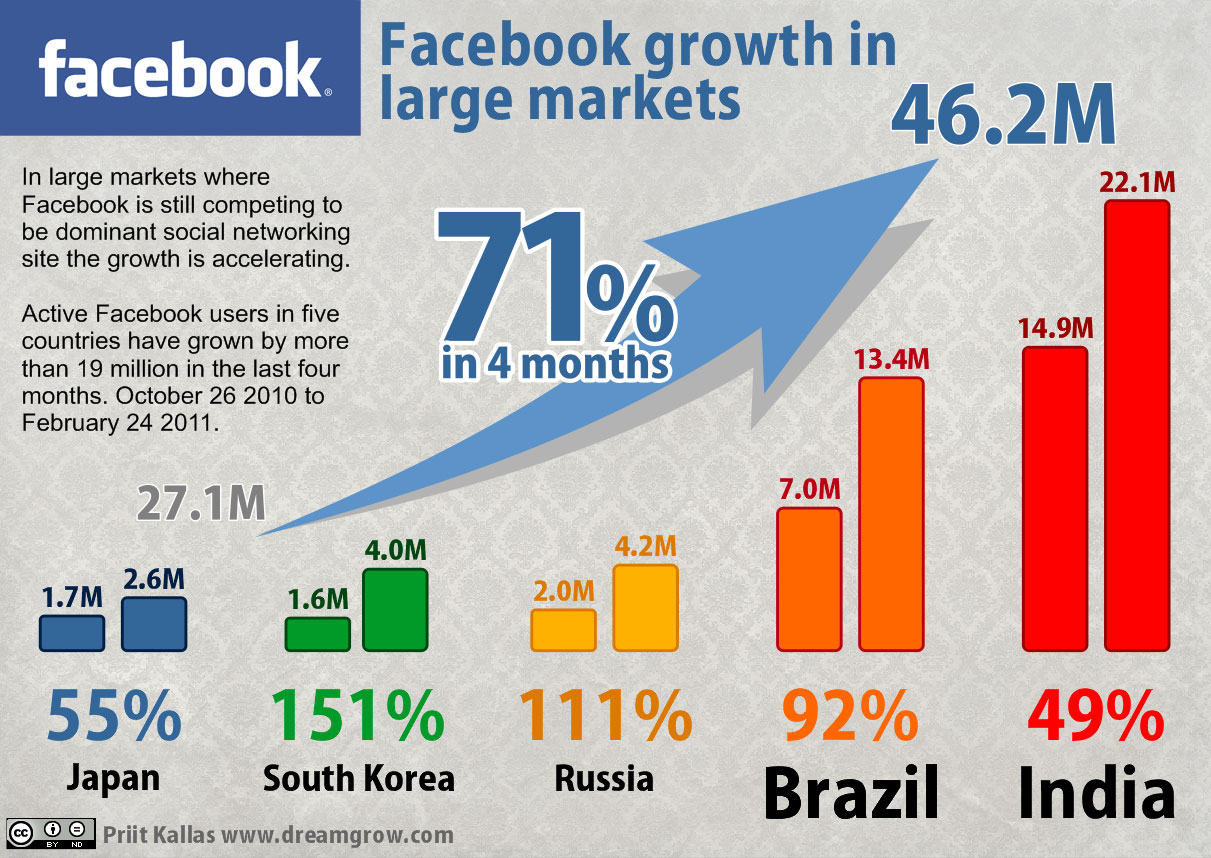 facebook®
Facebook growth in
large markets
46.2M
In large markets where
Facebook is still competing to
be dominant social networking
site the growth is accelerating.
Active Facebook users in five
countries have grown by more
than 19 million in the last four
months. October 26 2010 to
February 24 2011.
71%
in 4 months
27.1M
1.7M
2.6M
1.6M
4.0M
2.0M
4.2M
7.0M
13.4M
14.9M
22.1M
55%
151%
111%
92%
49%
Japan
South Korea
Russia
Brazil
India
cc BY ND
Priit Kallas www.dreamgrow.com